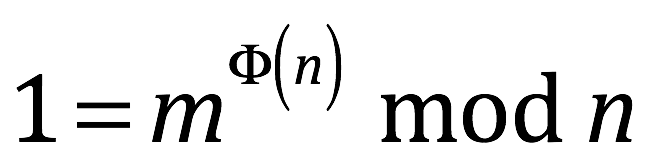 1 = m^Φ(n) mod n